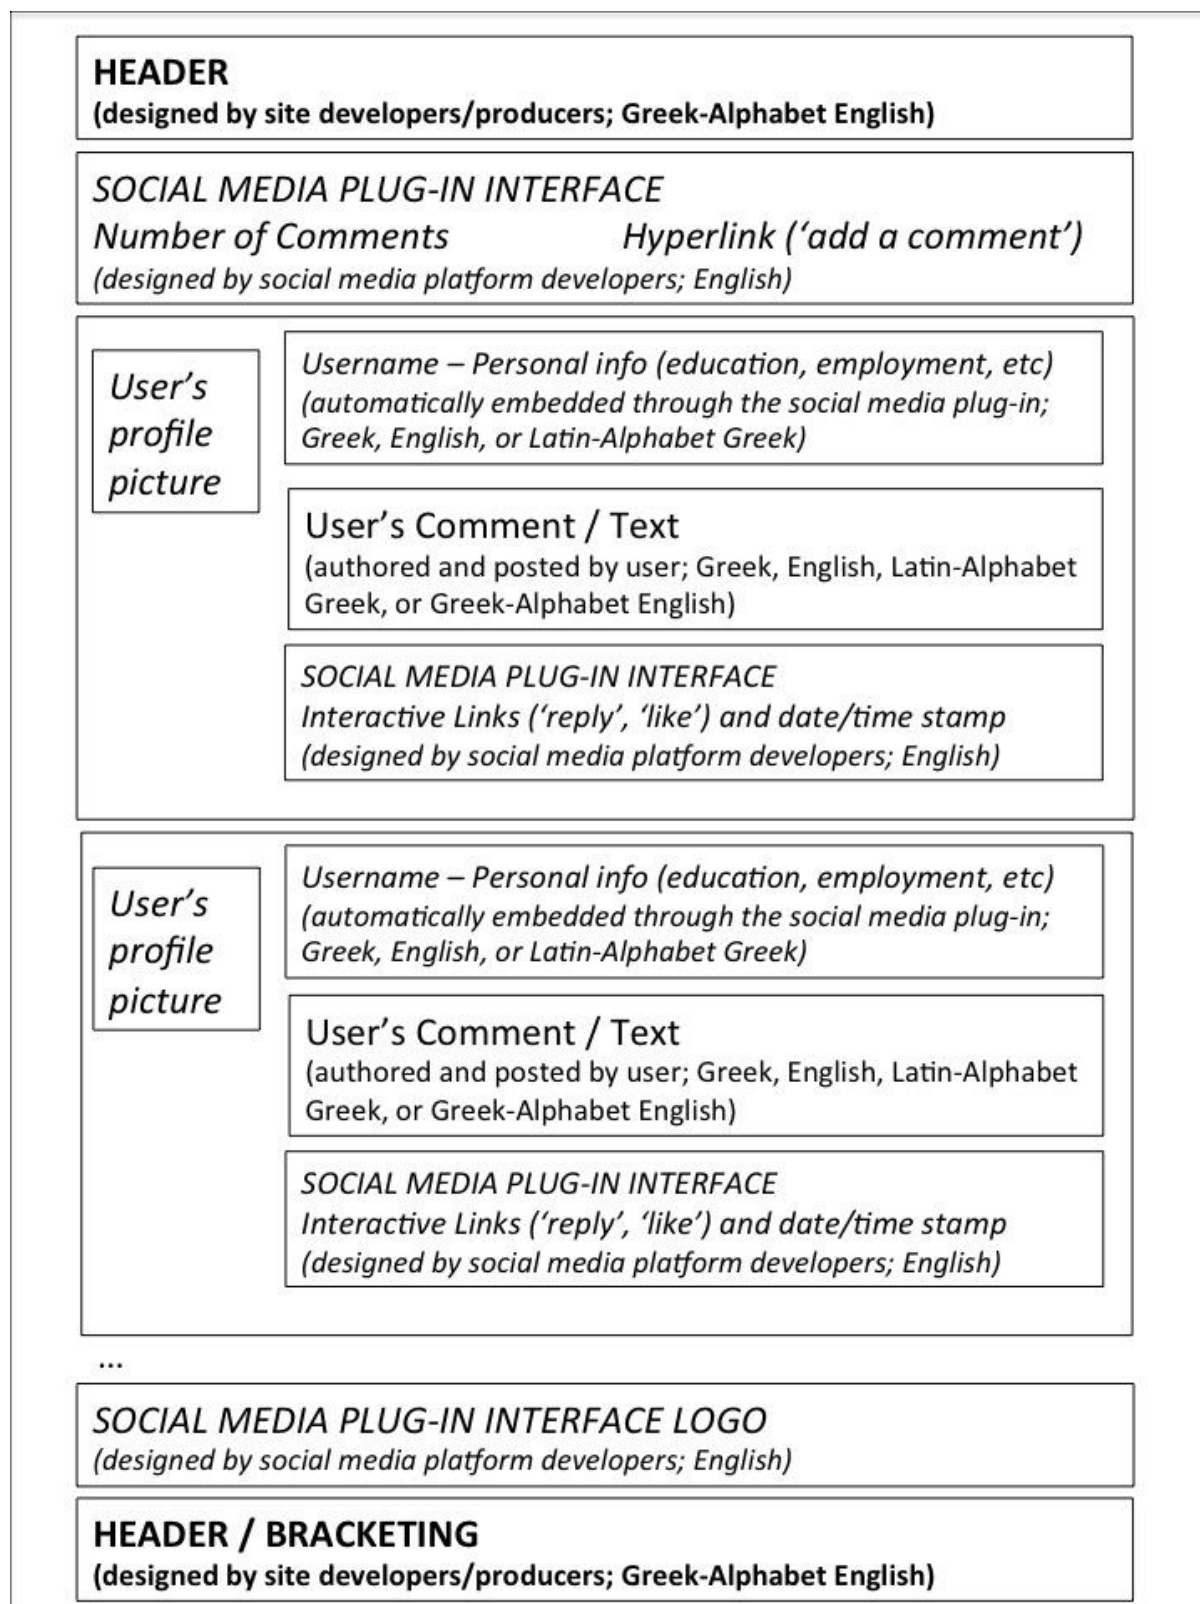 HEADER
(designed by site developers/producers; Greek-Alphabet English)
SOCIAL MEDIA PLUG-IN INTERFACE
Number of Comments Hyperlink (‘add a comment’)
(designed by social media platform developers; English)
User’s
profile
picture
Username – Personal info (education, employment, etc)
(automatically embedded through the social media plug-in;
Greek, English, or Latin-Alphabet Greek)
User’s Comment / Text
(authored and posted by user; Greek, English, Latin-Alphabet
Greek, or Greek-Alphabet English)
SOCIAL MEDIA PLUG-IN INTERFACE
Interactive Links (‘reply’, ‘like’) and date/time stamp
(designed by social media platform developers; English)
User’s
profile
picture
Username – Personal info (education, employment, etc)
(automatically embedded through the social media plug-in;
Greek, English, or Latin-Alphabet Greek)
User’s Comment / Text
(authored and posted by user; Greek, English, Latin-Alphabet
Greek, or Greek-Alphabet English)
SOCIAL MEDIA PLUG-IN INTERFACE
Interactive Links (‘reply’, ‘like’) and date/time stamp
(designed by social media platform developers; English)
...
SOCIAL MEDIA PLUG-IN INTERFACE LOGO
(designed by social media platform developers; English)
HEADER / BRACKETING
(designed by site developers/producers; Greek-Alphabet English)